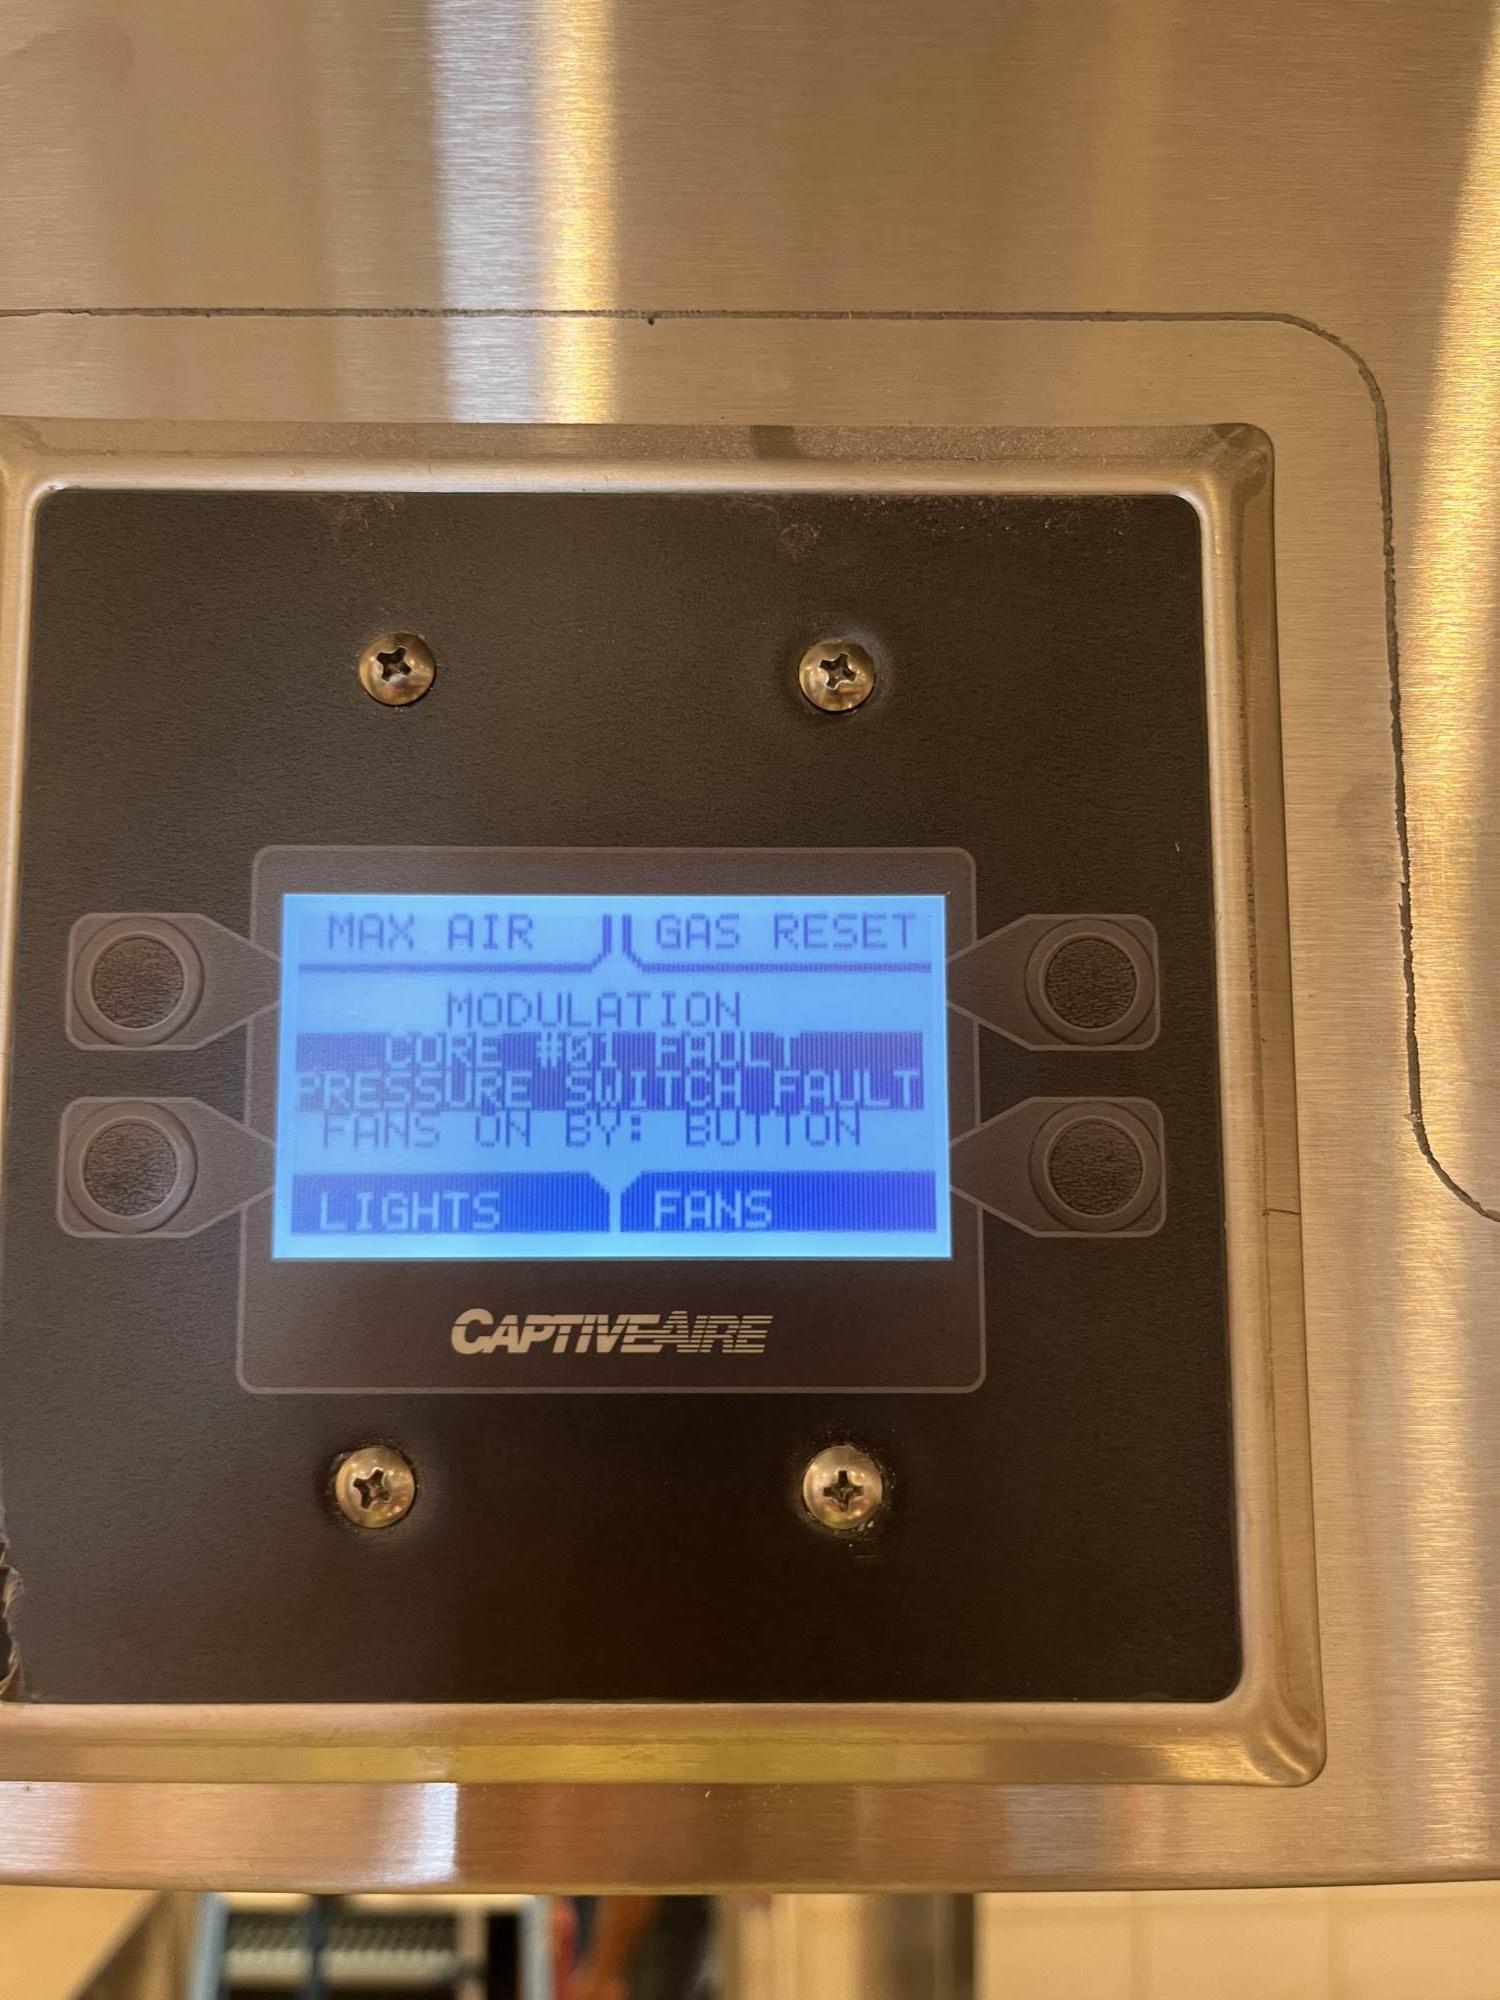 MAX AIR
GAS RESET
MODULATION
CORE #01 FAULT
PRESSURE SWITCH FAULT
FANS ON BY: BUTTON
LIGHTS
FANS
CAPTIVEAIRE